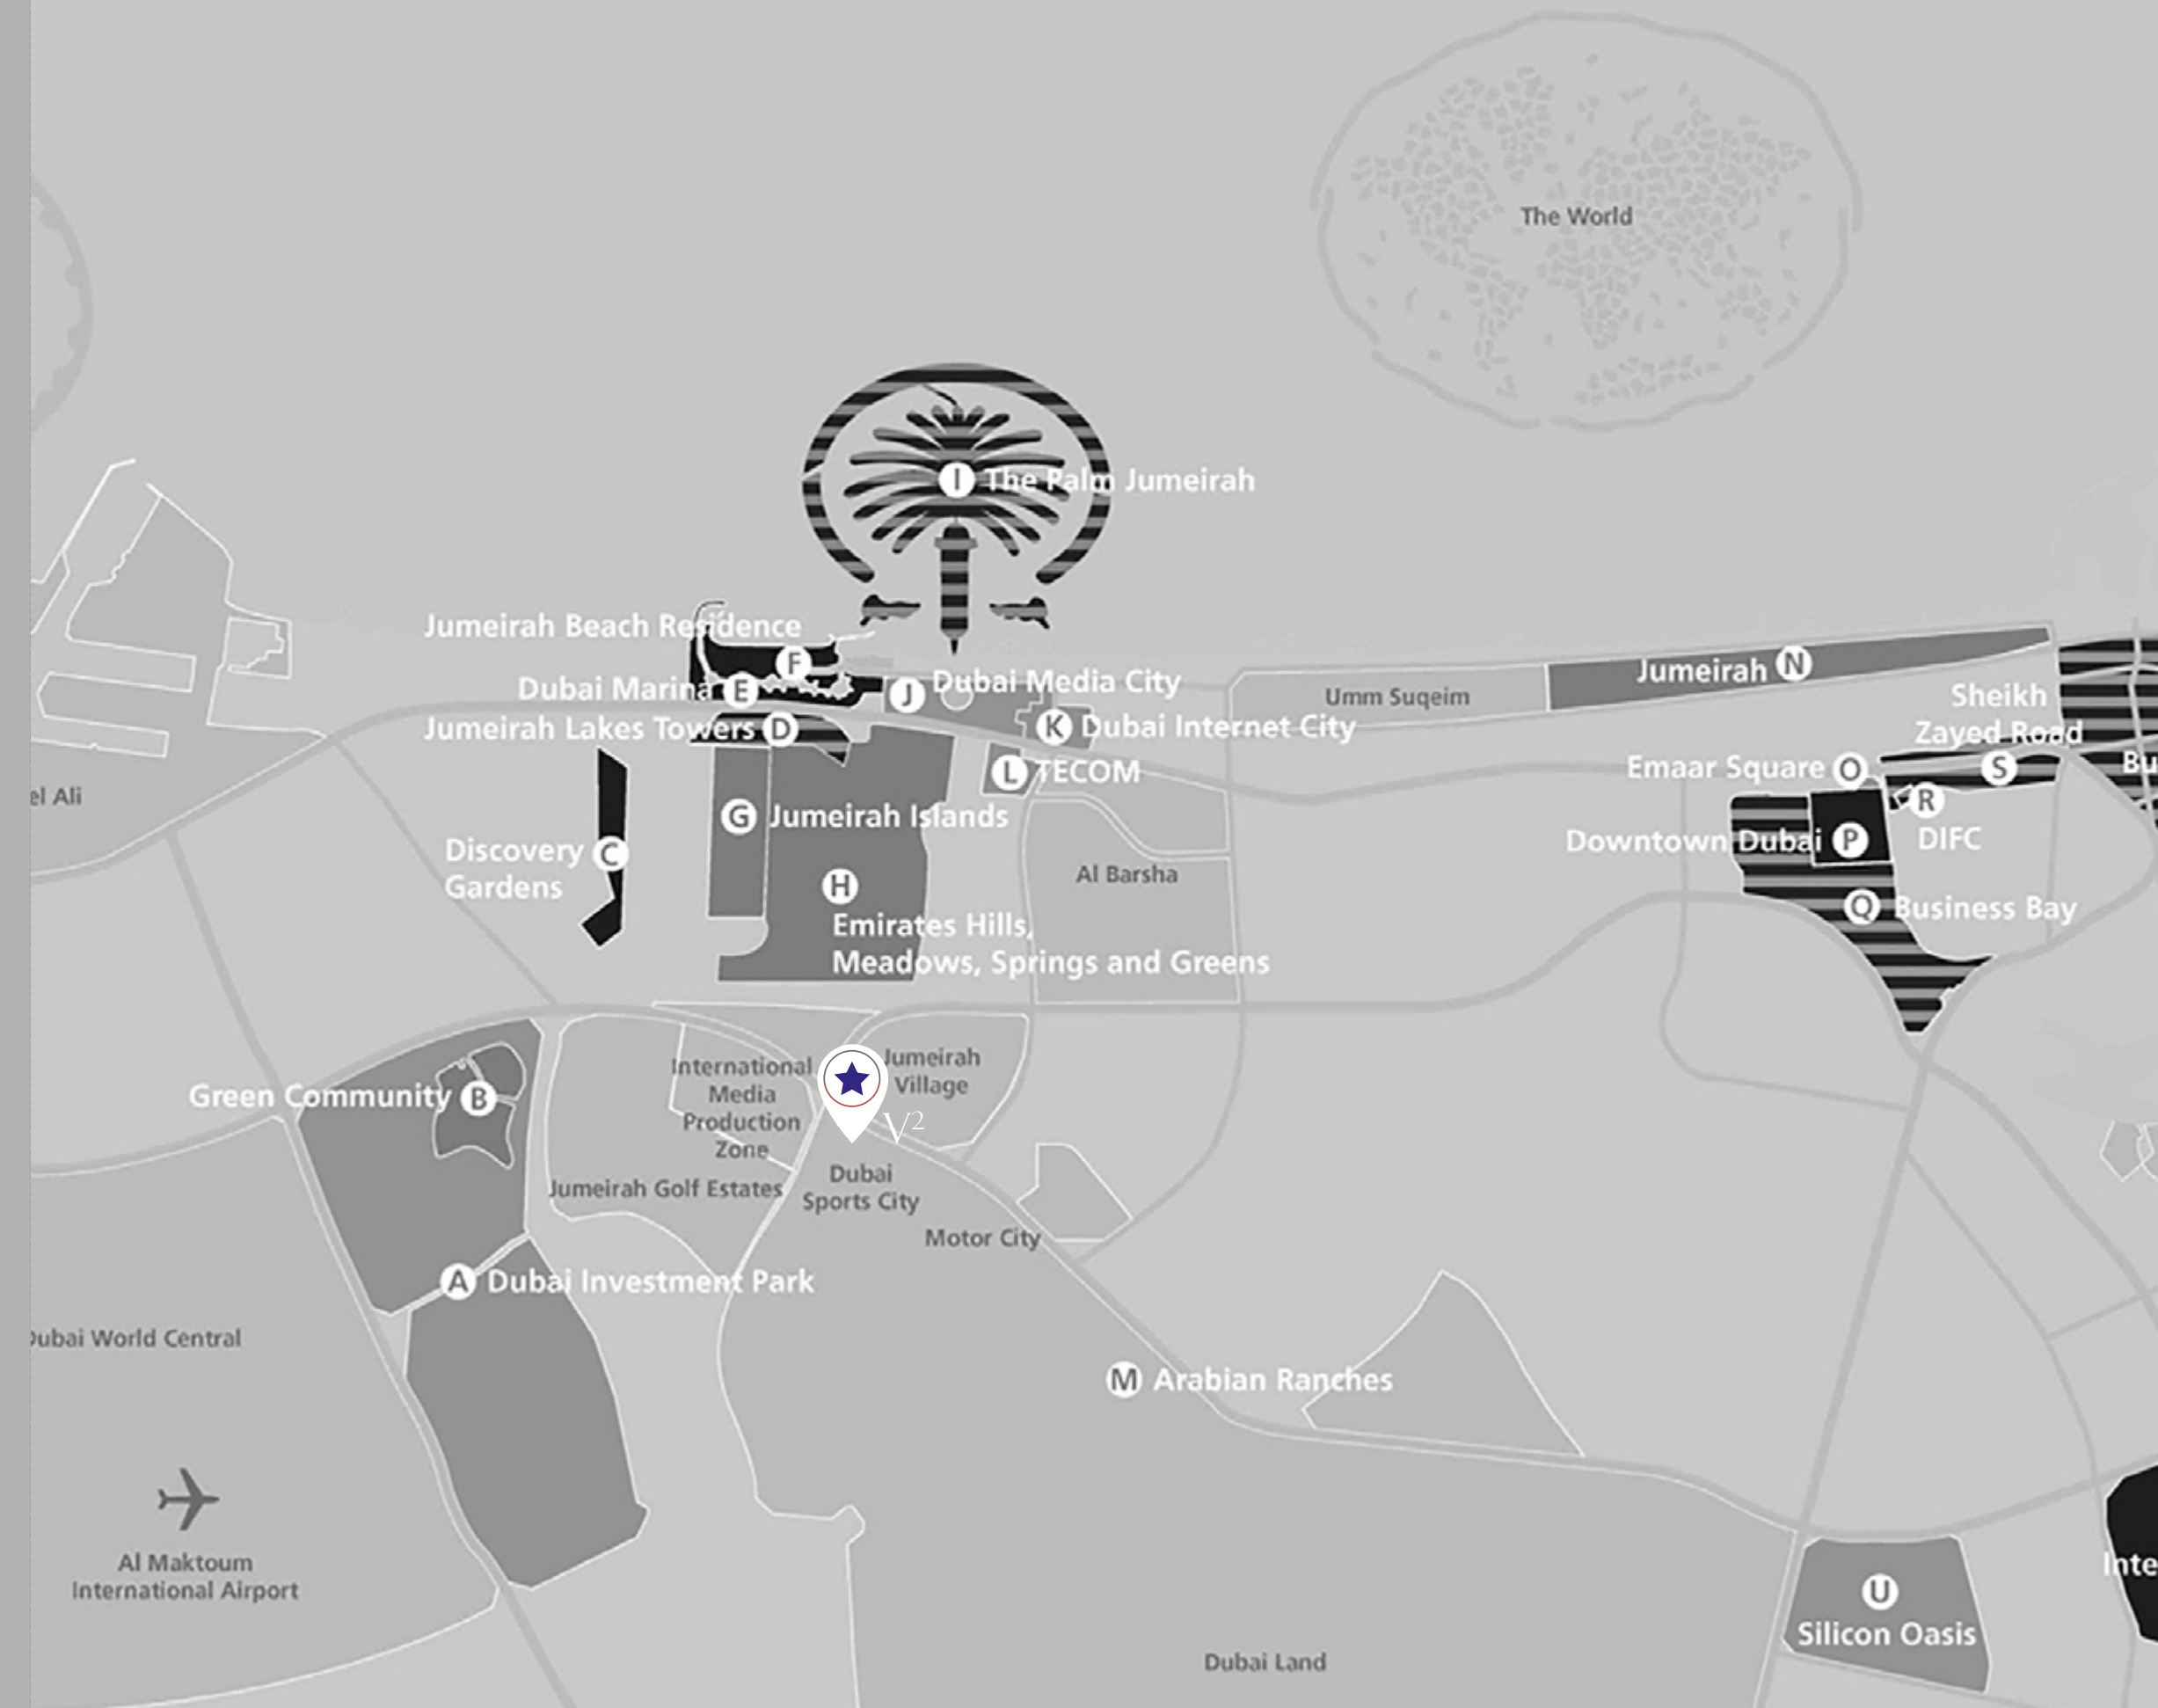 The World
I The Palm Jumeirah
Jumeirah Beach Residence
F
Dubai Marina E
J Dubai Media City
Jumeirah Lakes Towers D
K Dubai Internet City
L TECOM
Umm Suqeim
Jumeirah N
Sheikh
Zayed Road
S
Emaar Square O
R
DIFC
Downtown Dubai P
Q Business Bay
Bu
el Ali
Discovery
Gardens
C
G Jumeirah Islands
H
Emirates Hills,
Meadows, Springs and Greens
Al Barsha
Green Community B
International
Media
Production
Zone
Jumeirah
Village
V²
Jumeirah Golf Estates
Dubai
Sports City
Motor City
A Dubai Investment Park
Dubai World Central
M Arabian Ranches
Al Maktoum
International Airport
Inte
U
Silicon Oasis
Dubai Land